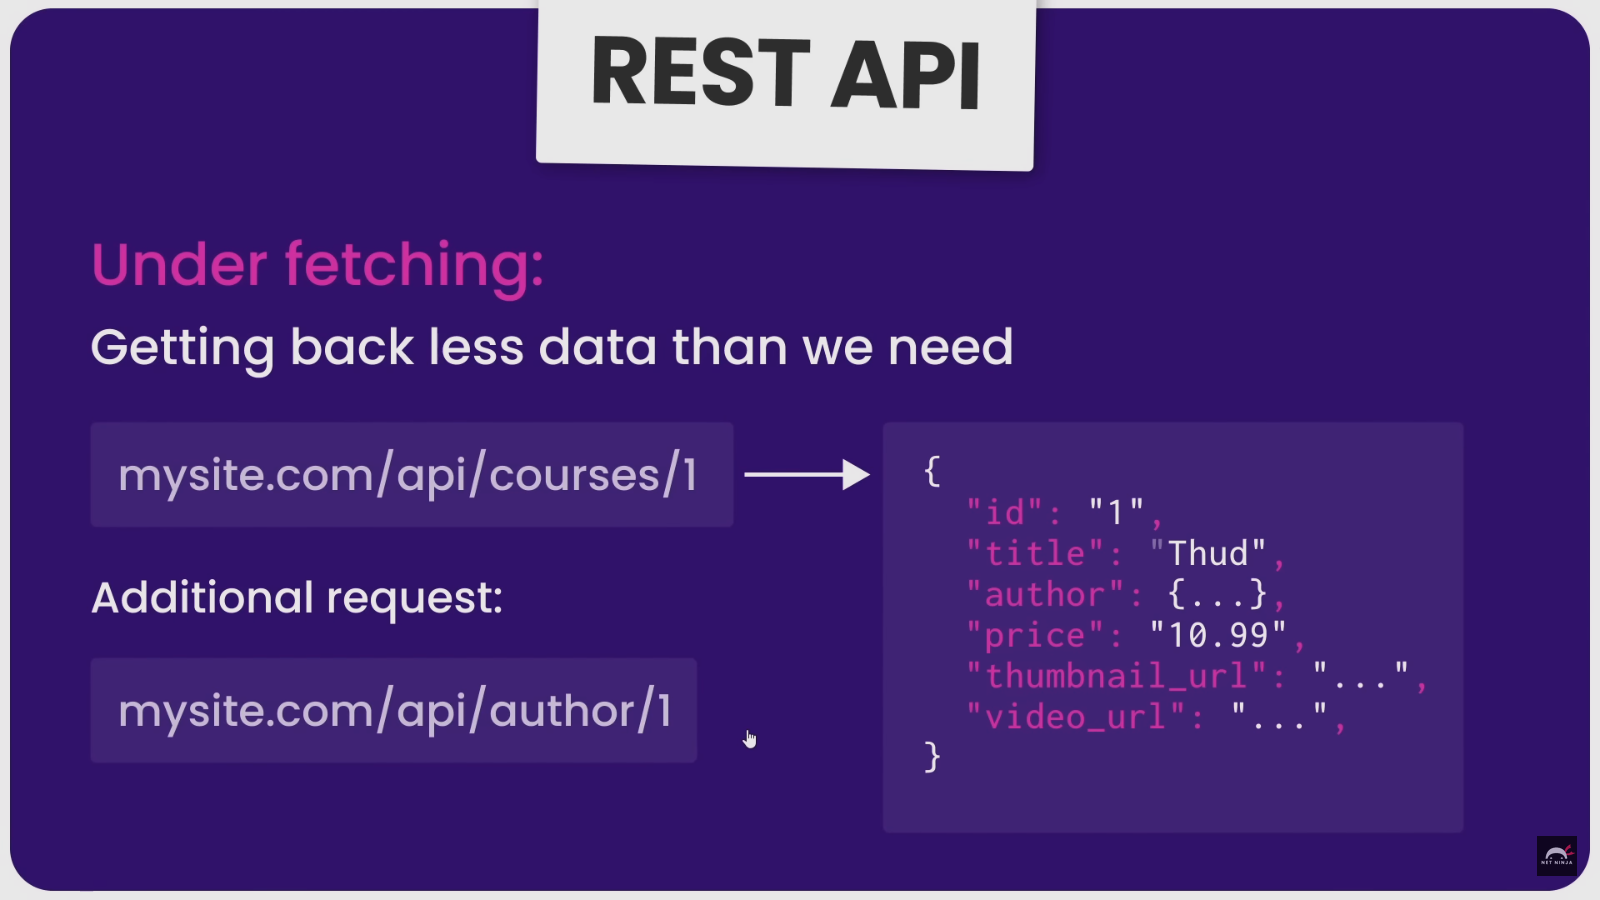 REST API
Under fetching:
Getting back less data than we need
mysite.com/api/courses/1
Additional request:
mysite.com/api/author/1
{
"id": "1",
"title": "Thud",
"author": {...},
"price": "10.99",
"thumbnail_url": "...",
"video_url": "...",
}
NET NINJA